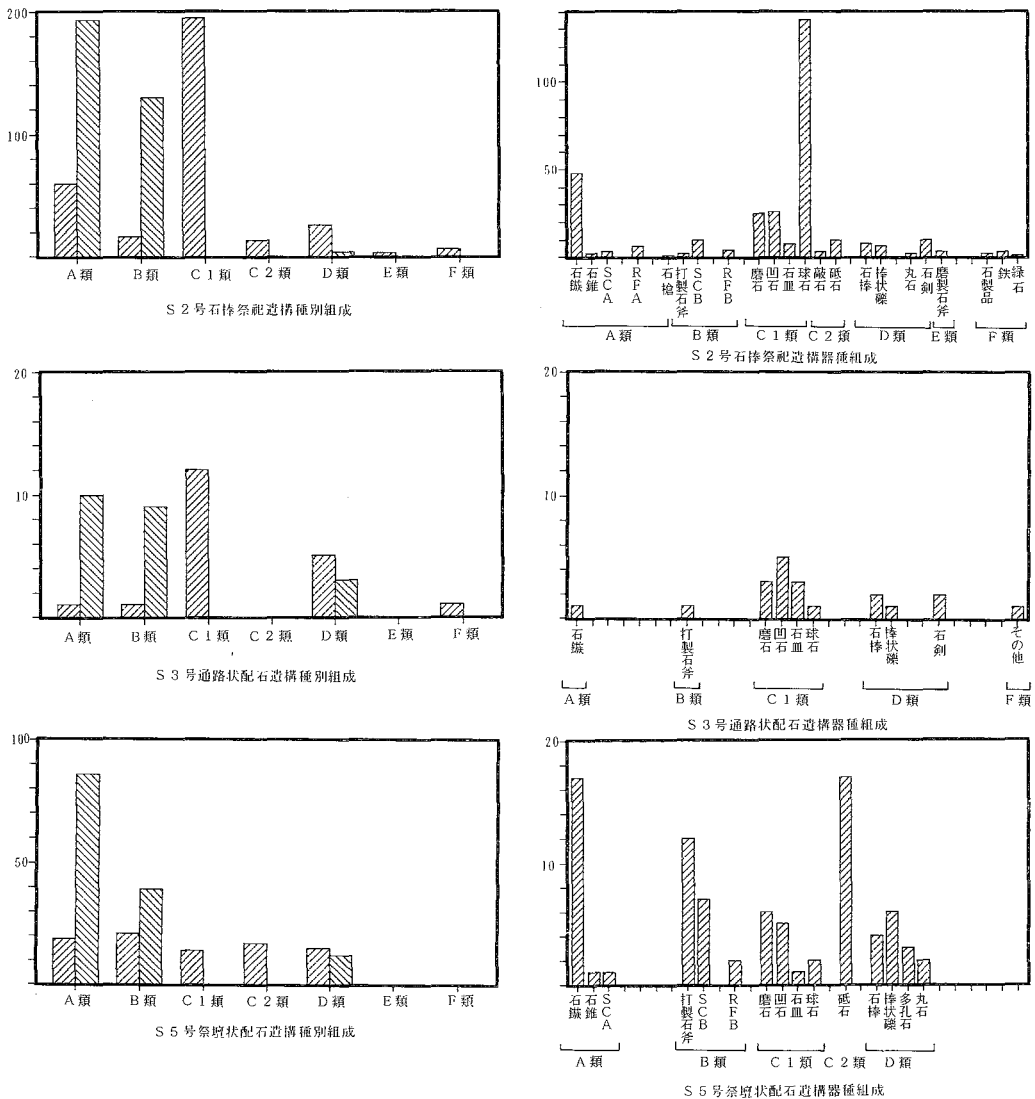 200
100
A類 B類 C1類 C2類 D類 E類 F類
S2号石棒祭祀遺構種別組成
100
50
石鏃 石錐 SCA RFA 石槍 打製石斧 SCB RFB 磨石 凹石 石皿 球石 敲石 砥石 石棒 棒状礫 丸石 石剣 磨製石斧 石製品 鉄 緑石
A類 B類 C1類 C2類 D類 E類 F類
S2号石棒祭祀遺構器種組成
20
10
A類 B類 C1類 C2類 D類 E類 F類
S3号通路状配石遺構種別組成
20
10
石鏃 打製石斧 磨石 凹石 石皿 球石 石棒 棒状礫 石剣 その他
A類 B類 C1類 D類 F類
S3号通路状配石遺構器種組成
100
50
A類 B類 C1類 C2類 D類 E類 F類
S5号祭壇状配石遺構種別組成
20
10
石鏃 石錐 SCA 打製石斧 SCB RFB 磨石 凹石 石皿 球石 砥石 石棒 棒状礫 多孔石 丸石
A類 B類 C1類 C2類 D類
S5号祭壇状配石遺構器種組成